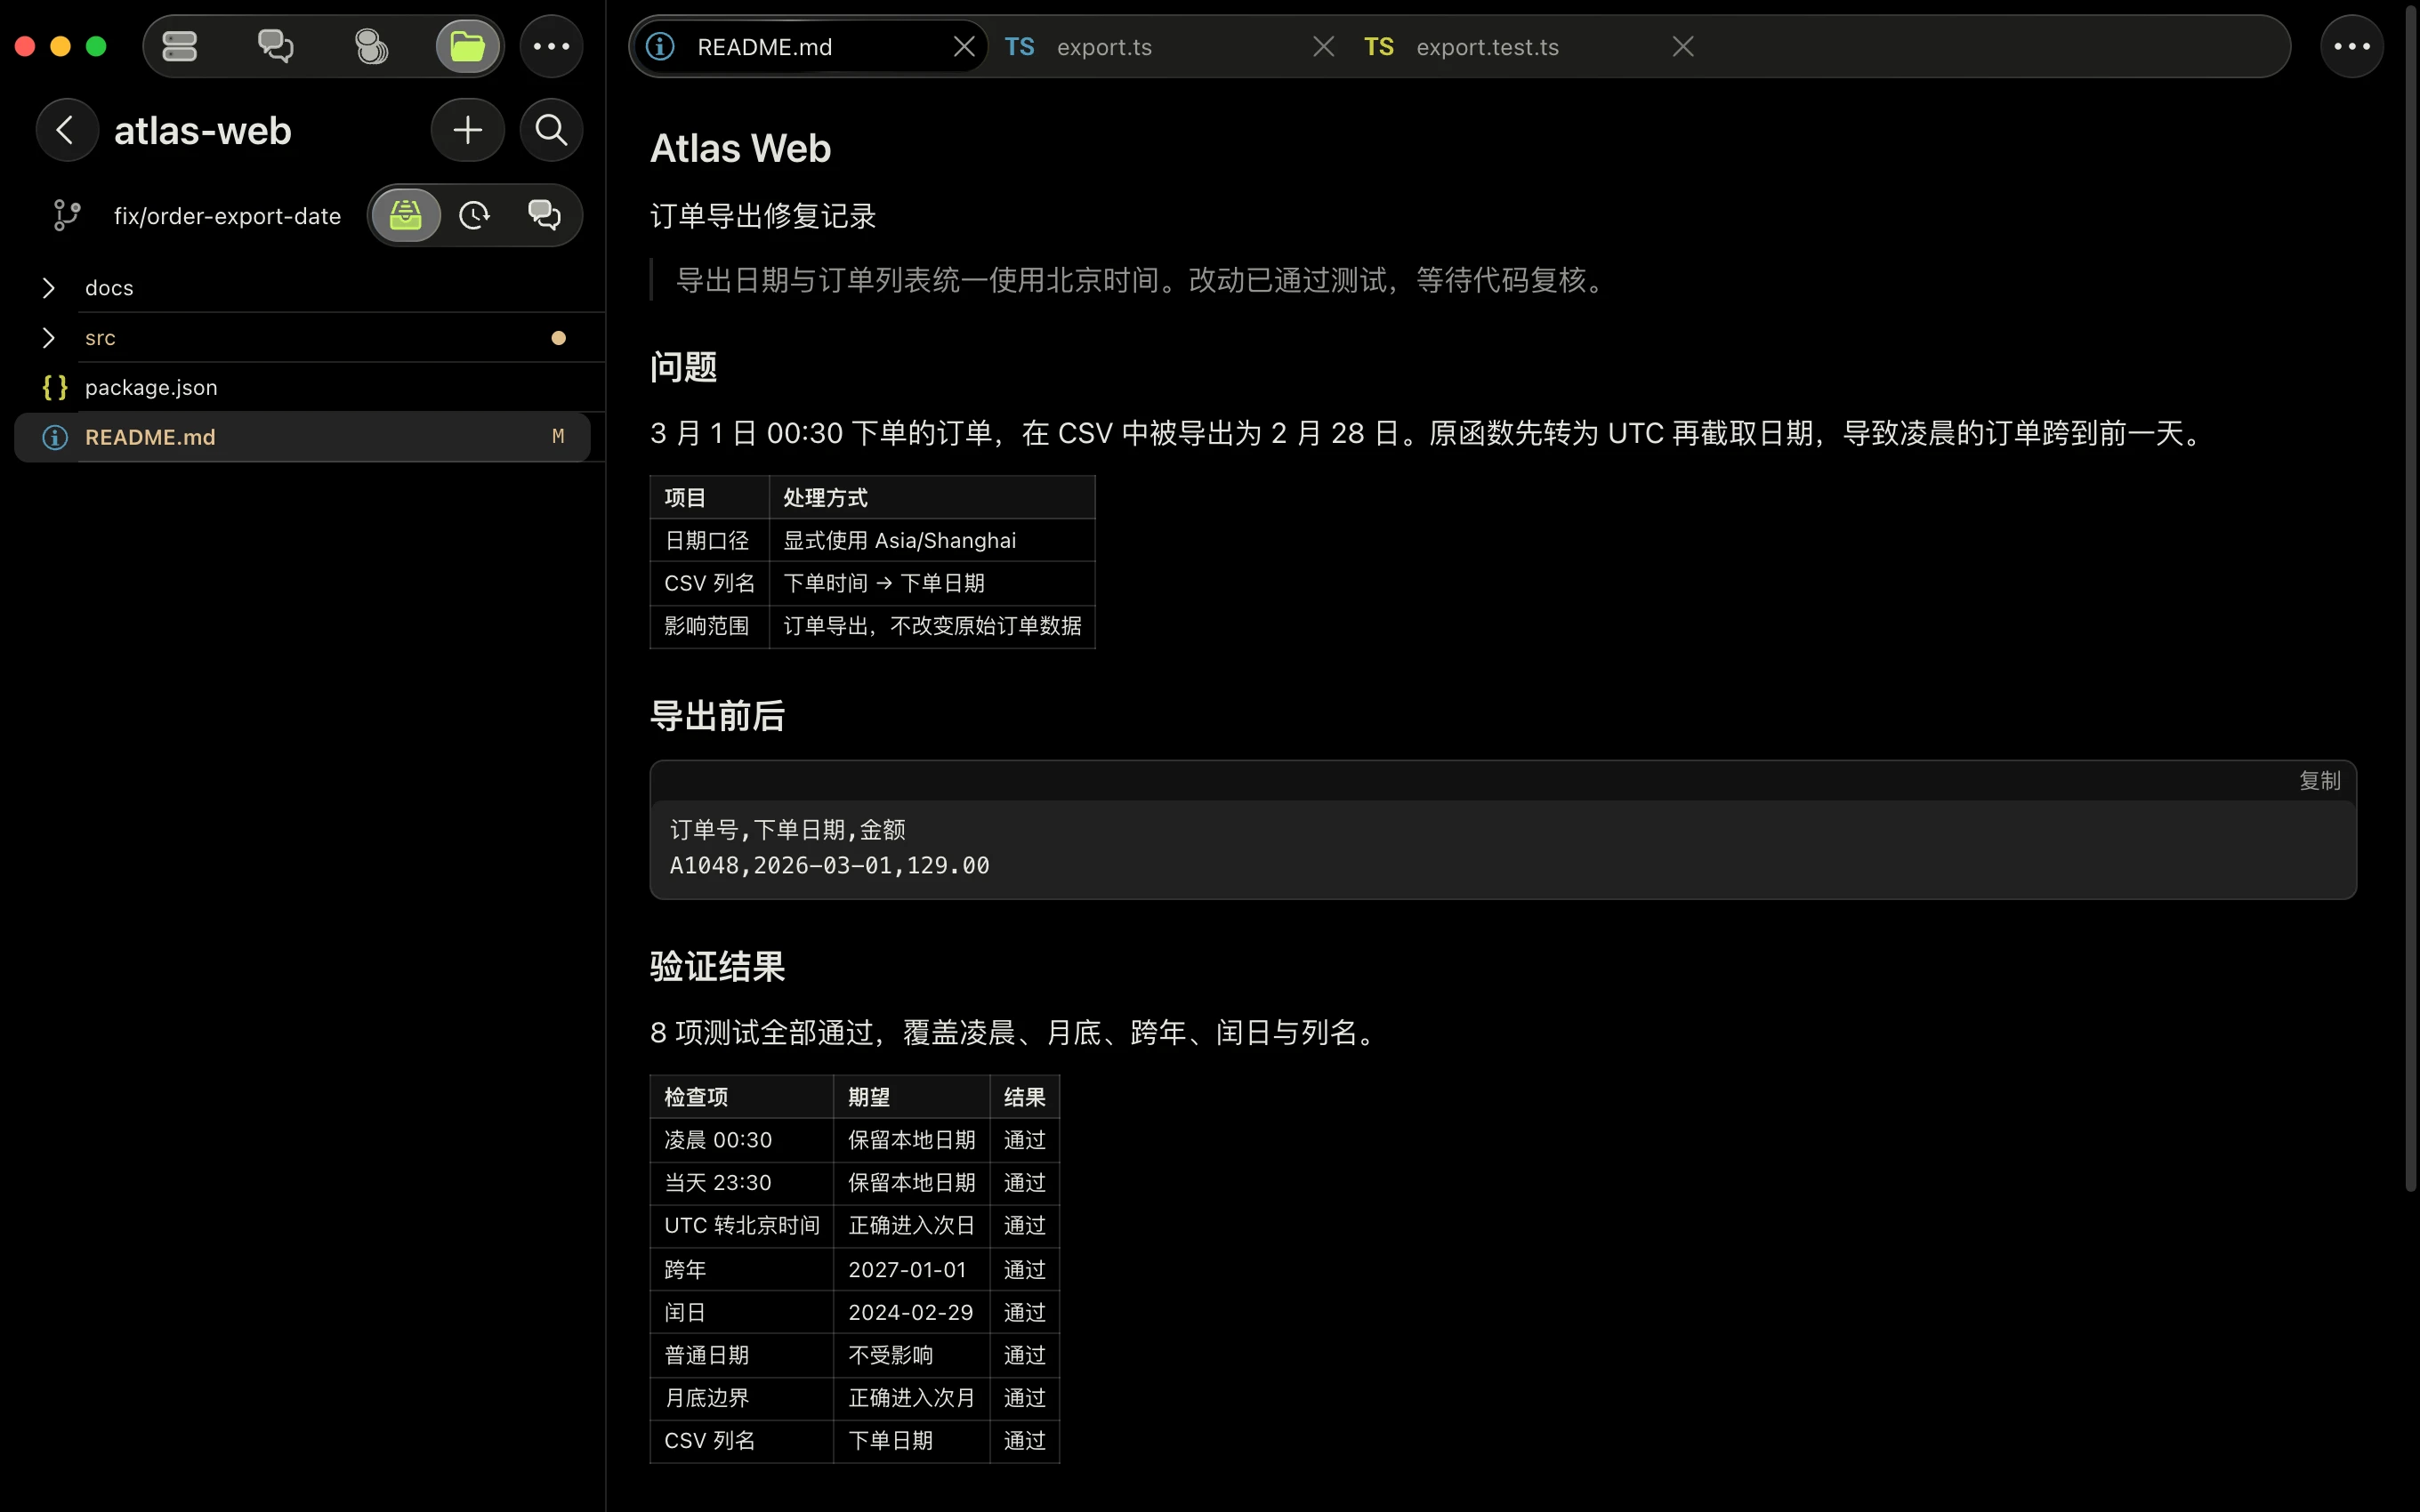 README.md
TS export.ts
TS export.test.ts
atlas-web
fix/order-export-date
docs
src
{} package.json
README.md M
Atlas Web
订单导出修复记录
导出日期与订单列表统一使用北京时间。改动已通过测试，等待代码复核。
问题
3 月 1 日 00:30 下单的订单，在 CSV 中被导出为 2 月 28 日。原函数先转为 UTC 再截取日期，导致凌晨的订单跨到前一天。
项目 处理方式
日期口径 显式使用 Asia/Shanghai
CSV 列名 下单时间 → 下单日期
影响范围 订单导出，不改变原始订单数据
导出前后
复制
订单号,下单日期,金额
A1048,2026-03-01,129.00
验证结果
8 项测试全部通过，覆盖凌晨、月底、跨年、闰日与列名。
检查项 期望 结果
凌晨 00:30 保留本地日期 通过
当天 23:30 保留本地日期 通过
UTC 转北京时间 正确进入次日 通过
跨年 2027-01-01 通过
闰日 2024-02-29 通过
普通日期 不受影响 通过
月底边界 正确进入次月 通过
CSV 列名 下单日期 通过